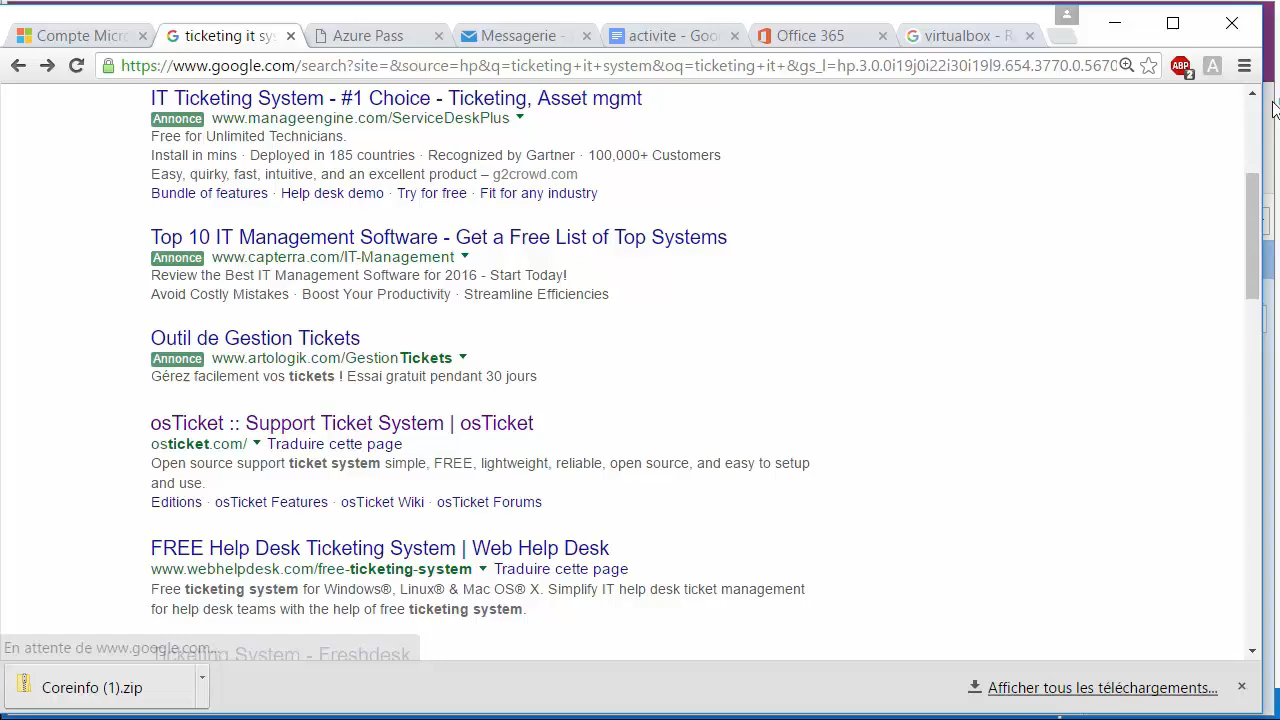 Compte Micr
ticketing it sys
Azure Pass
Messagerie -
activite - Goo
Office 365
virtualbox - R
https://www.google.com/search?site=&source=hp&q=ticketing+it+system&oq=ticketing+it+&gs_l=hp.3.0.0i19j0i22i30i19l9.654.3770.0.5670
ABP
2
A
IT Ticketing System - #1 Choice - Ticketing, Asset mgmt
Annonce www.manageengine.com/ServiceDeskPlus
Free for Unlimited Technicians.
Install in mins · Deployed in 185 countries · Recognized by Gartner · 100,000+ Customers
Easy, quirky, fast, intuitive, and an excellent product – g2crowd.com
Bundle of features · Help desk demo · Try for free · Fit for any industry
Top 10 IT Management Software - Get a Free List of Top Systems
Annonce www.capterra.com/IT-Management
Review the Best IT Management Software for 2016 - Start Today!
Avoid Costly Mistakes · Boost Your Productivity · Streamline Efficiencies
Outil de Gestion Tickets
Annonce www.artologik.com/GestionTickets
Gérez facilement vos tickets ! Essai gratuit pendant 30 jours
osTicket :: Support Ticket System | osTicket
osticket.com/ Traduire cette page
Open source support ticket system simple, FREE, lightweight, reliable, open source, and easy to setup
and use.
Editions · osTicket Features · osTicket Wiki · osTicket Forums
FREE Help Desk Ticketing System | Web Help Desk
www.webhelpdesk.com/free-ticketing-system Traduire cette page
Free ticketing system for Windows®, Linux® & Mac OS® X. Simplify IT help desk ticket management
for help desk teams with the help of free ticketing system.
En attente de www.google.com...
Ticketing System - Freshdesk
Coreinfo (1).zip
Afficher tous les téléchargements...